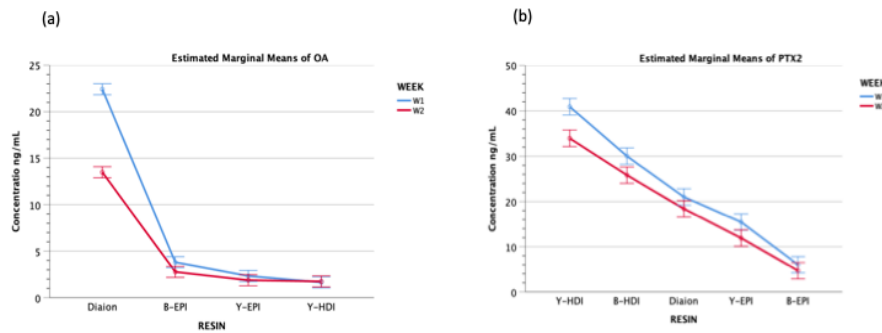 (a)
Estimated Marginal Means of OA
25
20
15
10
5
0
Concentratio ng/mL
Diaion B-EPI Y-EPI Y-HDI
RESIN
WEEK
W1
W2
(b)
Estimated Marginal Means of PTX2
50
40
30
20
10
0
Concentration ng/mL
Y-HDI B-HDI Diaion Y-EPI B-EPI
RESIN
WEEK
W
W